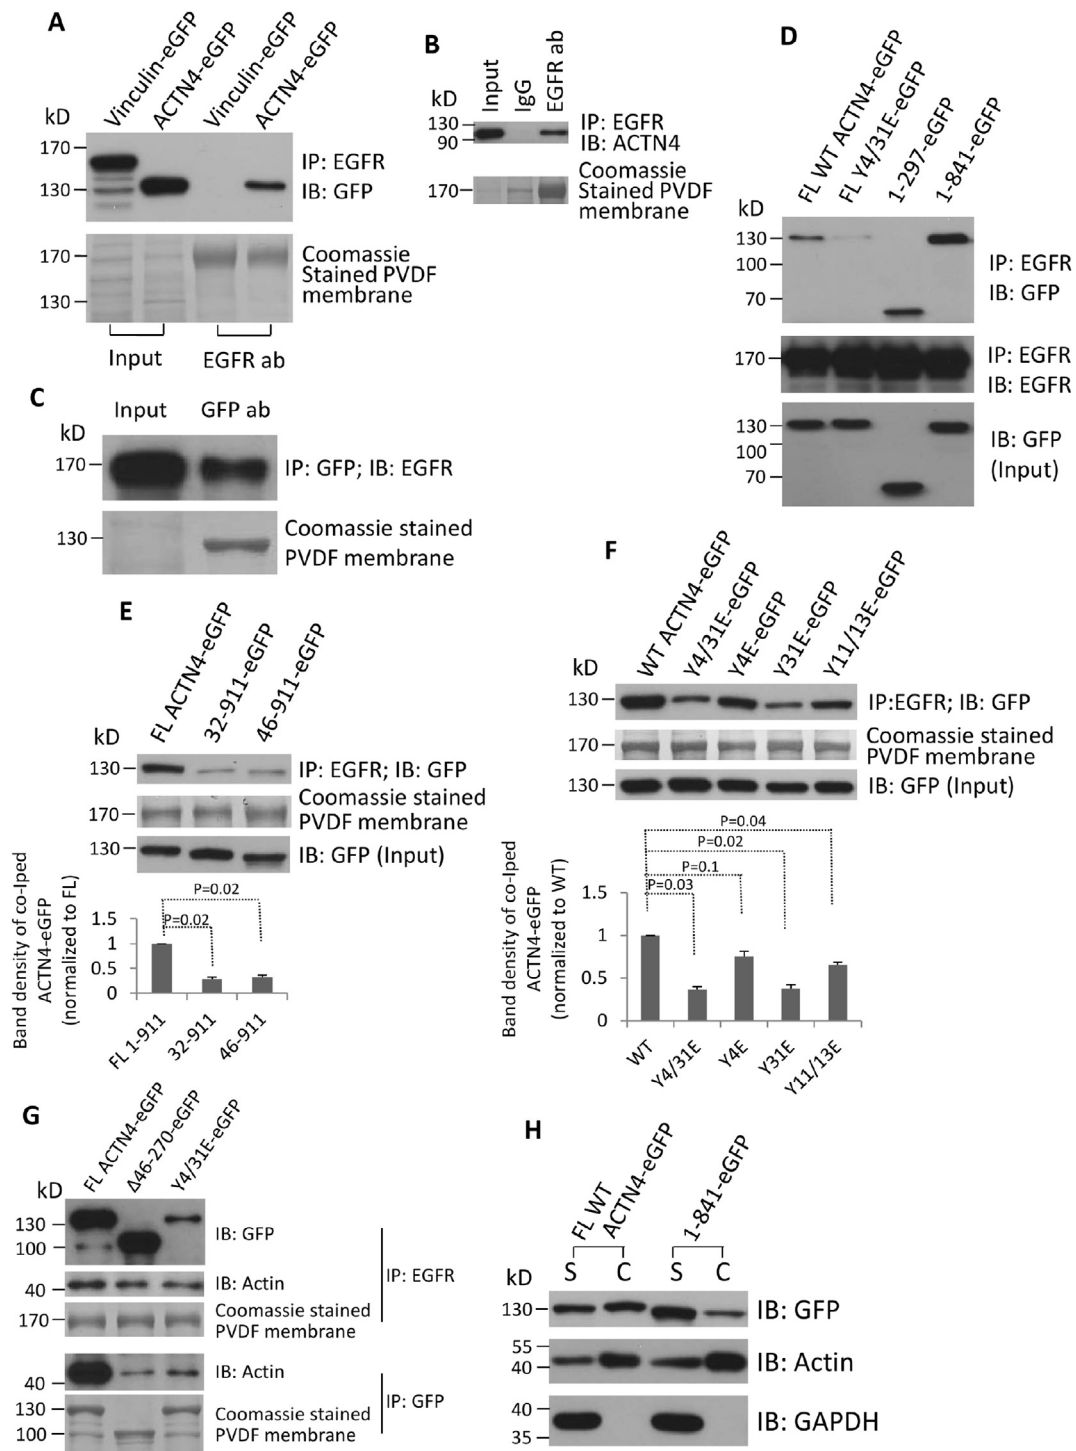 A
Vinculin-eGFP
ACTN4-eGFP
Vinculin-eGFP
ACTN4-eGFP
kD
170
130
IP: EGFR
IB: GFP
170
130
Coomassie
Stained PVDF
membrane
Input
EGFR ab
B
Input
IgG
EGFR ab
kD
130
90
IP: EGFR
IB: ACTN4
170
Coomassie
Stained PVDF
membrane
C
Input
GFP ab
kD
170
IP: GFP; IB: EGFR
130
Coomassie stained
PVDF membrane
D
FL WT ACTN4-eGFP
FL Y4/31E-eGFP
1-297-eGFP
1-841-eGFP
kD
130
100
70
IP: EGFR
IB: GFP
170
IP: EGFR
IB: EGFR
130
100
70
IB: GFP
(Input)
E
FL ACTN4-eGFP
32-911-eGFP
46-911-eGFP
kD
130
IP: EGFR; IB: GFP
170
Coomassie stained
PVDF membrane
130
IB: GFP (Input)
Band density of co-Iped
ACTN4-eGFP
(normalized to FL)
1.5
1
0.5
0
P=0.02
P=0.02
FL 1-911
32-911
46-911
F
WT ACTN4-eGFP
Y4/31E-eGFP
Y4E-eGFP
Y31E-eGFP
Y11/13E-eGFP
kD
130
IP:EGFR; IB: GFP
170
Coomassie stained
PVDF membrane
130
IB: GFP (Input)
Band density of co-Iped
ACTN4-eGFP
(normalized to WT)
1.5
1
0.5
0
P=0.04
P=0.02
P=0.1
P=0.03
WT
Y4/31E
Y4E
Y31E
Y11/13E
G
FL ACTN4-eGFP
Δ46-270-eGFP
Y4/31E-eGFP
kD
130
100
IB: GFP
40
IB: Actin
170
Coomassie stained
PVDF membrane
IP: EGFR
40
IB: Actin
130
100
Coomassie stained
PVDF membrane
IP: GFP
H
FL WT
ACTN4-eGFP
1-841-eGFP
kD
S C S C
130
IB: GFP
55
40
IB: Actin
40
35
IB: GAPDH